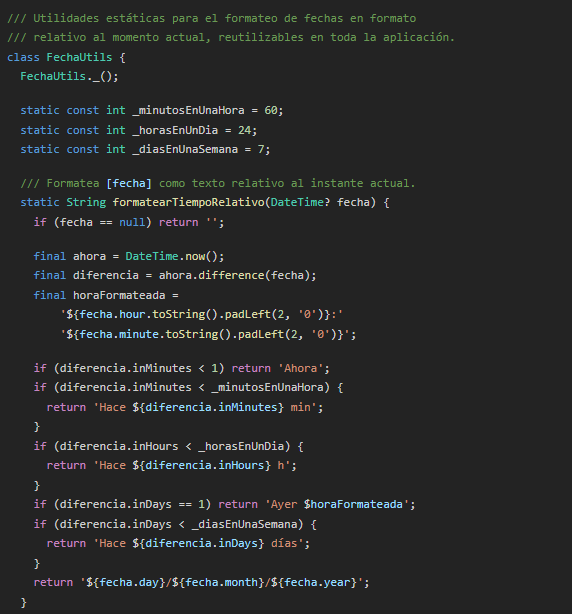 /// Utilidades estáticas para el formateo de fechas en formato
/// relativo al momento actual, reutilizables en toda la aplicación.
class FechaUtils {
  FechaUtils._();

  static const int _minutosEnUnaHora = 60;
  static const int _horasEnUnDia = 24;
  static const int _diasEnUnaSemana = 7;

  /// Formatea [fecha] como texto relativo al instante actual.
  static String formatearTiempoRelativo(DateTime? fecha) {
    if (fecha == null) return '';

    final ahora = DateTime.now();
    final diferencia = ahora.difference(fecha);
    final horaFormateada =
        '${fecha.hour.toString().padLeft(2, '0')}:'
        '${fecha.minute.toString().padLeft(2, '0')}';

    if (diferencia.inMinutes < 1) return 'Ahora';
    if (diferencia.inMinutes < _minutosEnUnaHora) {
      return 'Hace ${diferencia.inMinutes} min';
    }
    if (diferencia.inHours < _horasEnUnDia) {
      return 'Hace ${diferencia.inHours} h';
    }
    if (diferencia.inDays == 1) return 'Ayer $horaFormateada';
    if (diferencia.inDays < _diasEnUnaSemana) {
      return 'Hace ${diferencia.inDays} días';
    }
    return '${fecha.day}/${fecha.month}/${fecha.year}';
  }